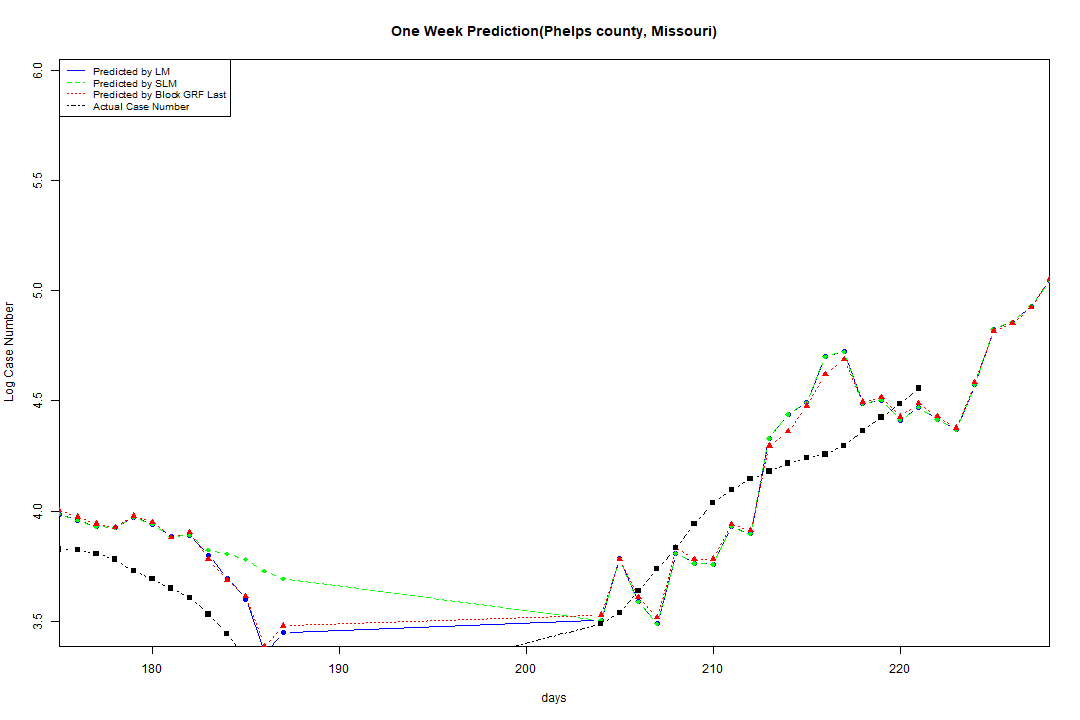 One Week Prediction(Phelps county, Missouri)
Predicted by LM
Predicted by SLM
Predicted by Block GRF Last
Actual Case Number
6.0
5.5
5.0
4.5
4.0
3.5
Log Case Number
180 190 200 210 220
days